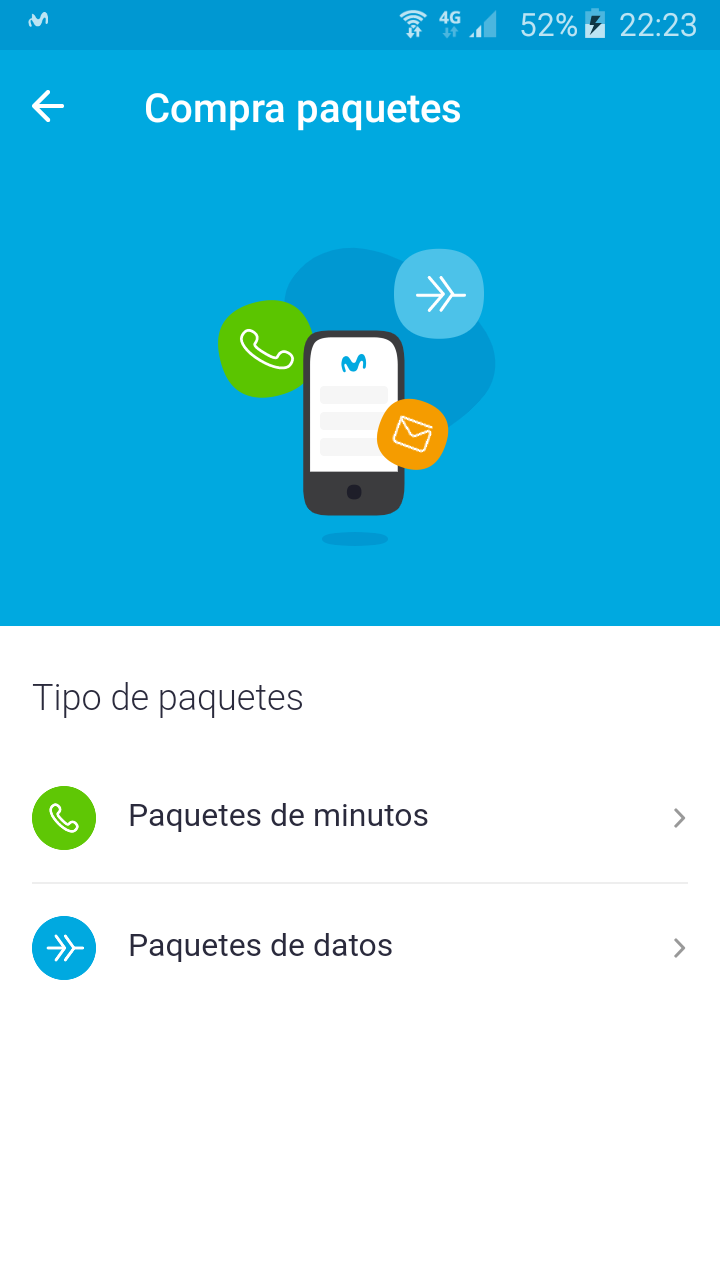 4G 52% 22:23
Compra paquetes
Tipo de paquetes
Paquetes de minutos
Paquetes de datos